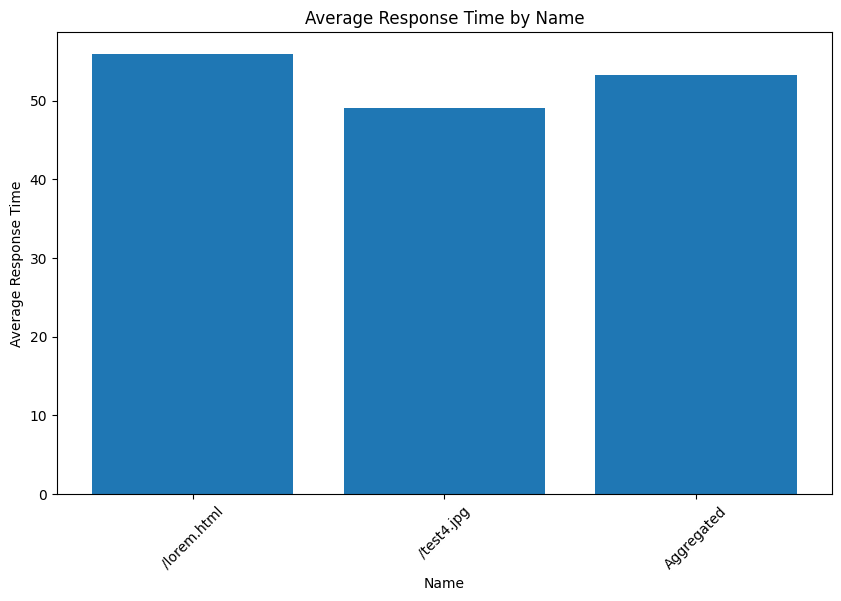 Average Response Time by Name
Average Response Time
50
40
30
20
10
0
/lorem.html
/test4.jpg
Aggregated
Name